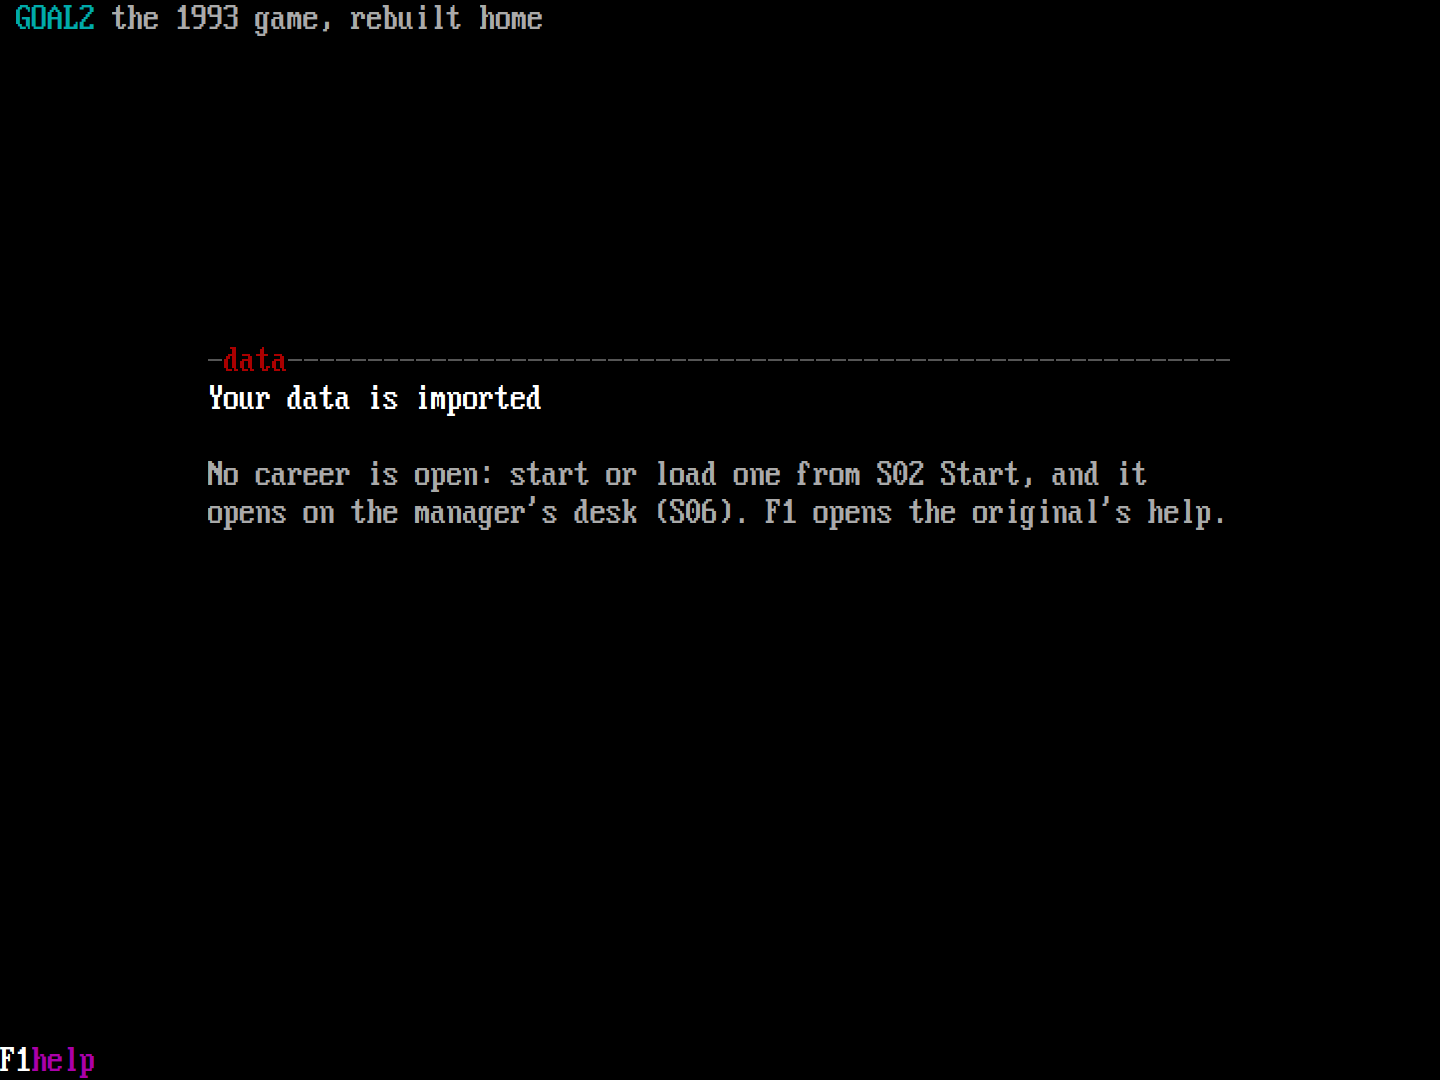 GOAL2 the 1993 game, rebuilt home
data
Your data is imported
No career is open: start or load one from S02 Start, and it
opens on the manager's desk (S06). F1 opens the original's help.
F1help